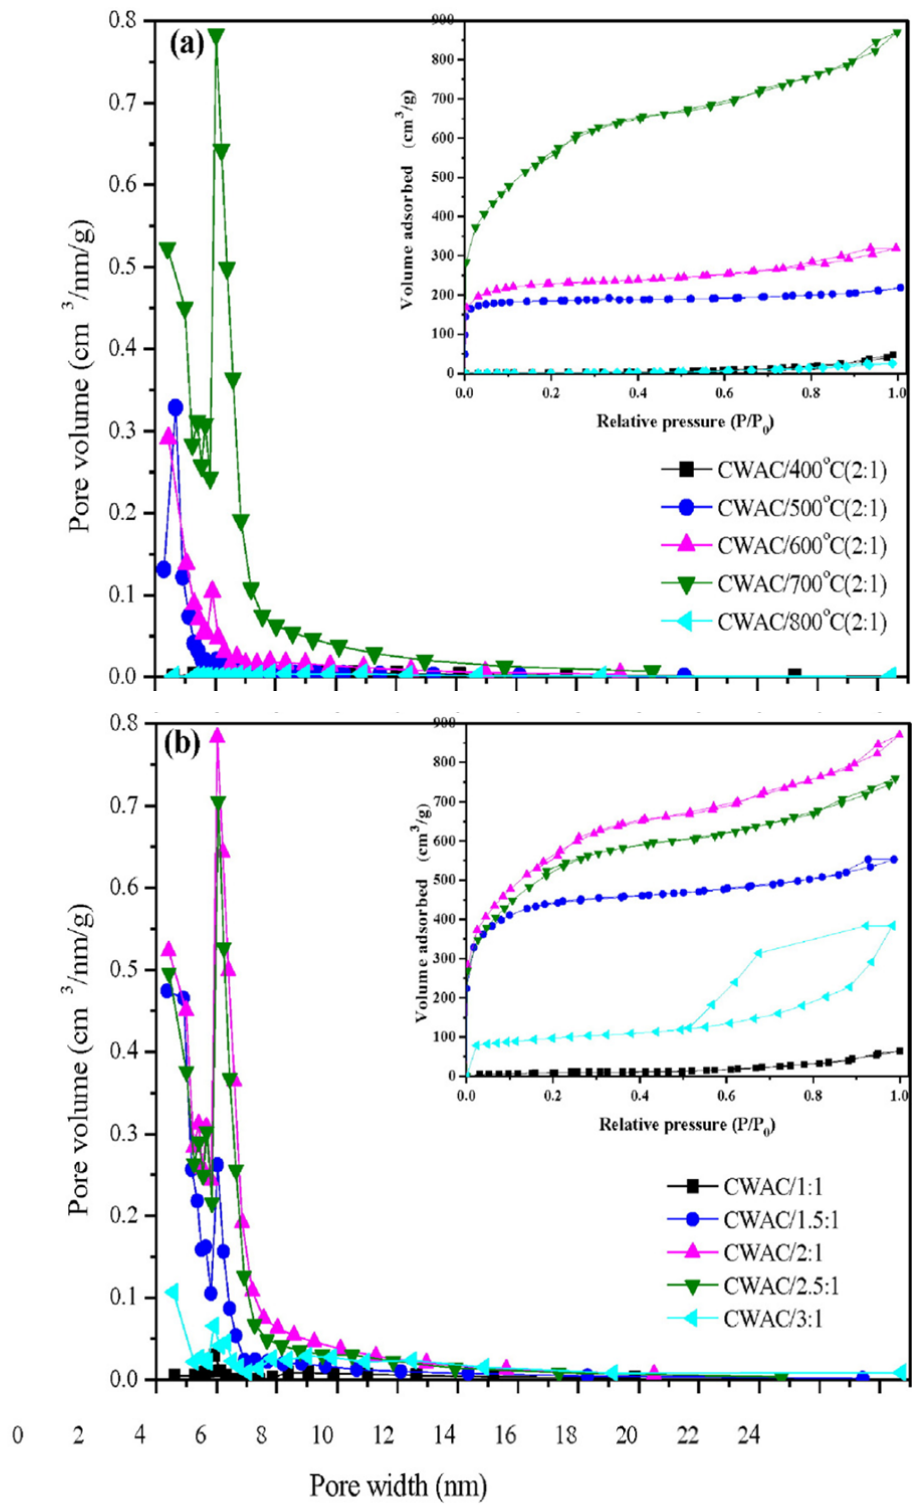 (a)
0.8
0.7
0.6
0.5
0.4
0.3
0.2
0.1
0.0
Pore volume (cm ³/nm/g)
900
800
700
600
500
400
300
200
100
0
Volume adsorbed (cm³/g)
0.0 0.2 0.4 0.6 0.8 1.0
Relative pressure (P/P₀)
CWAC/400°C(2:1)
CWAC/500°C(2:1)
CWAC/600°C(2:1)
CWAC/700°C(2:1)
CWAC/800°C(2:1)
(b)
0.8
0.7
0.6
0.5
0.4
0.3
0.2
0.1
0.0
Pore volume (cm ³/nm/g)
900
800
700
600
500
400
300
200
100
0
Volume adsorbed (cm³/g)
0.0 0.2 0.4 0.6 0.8 1.0
Relative pressure (P/P₀)
CWAC/1:1
CWAC/1.5:1
CWAC/2:1
CWAC/2.5:1
CWAC/3:1
0 2 4 6 8 10 12 14 16 18 20 22 24
Pore width (nm)